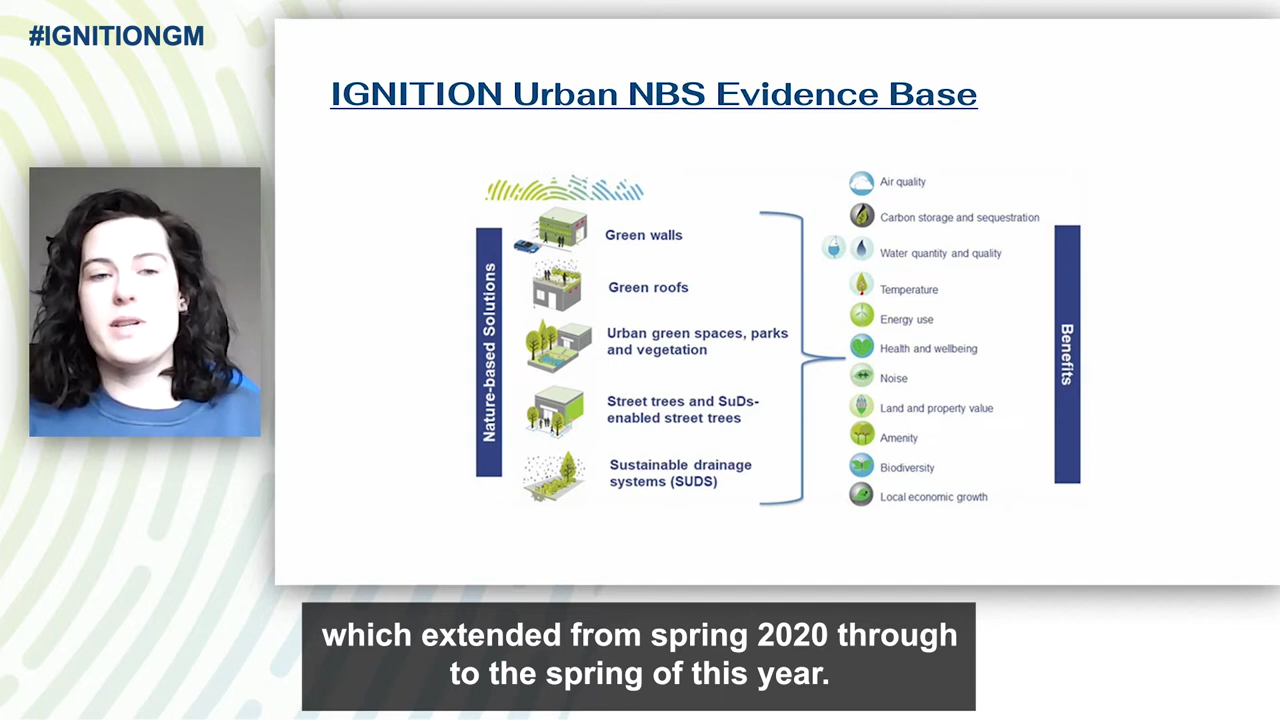 #IGNITIONGM
IGNITION Urban NBS Evidence Base
Nature-based Solutions
Green walls
Green roofs
Urban green spaces, parks
and vegetation
Street trees and SuDs-
enabled street trees
Sustainable drainage
systems (SUDS)
Air quality
Carbon storage and sequestration
Water quantity and quality
Temperature
Energy use
Health and wellbeing
Noise
Land and property value
Amenity
Biodiversity
Local economic growth
Benefits
which extended from spring 2020 through
to the spring of this year.